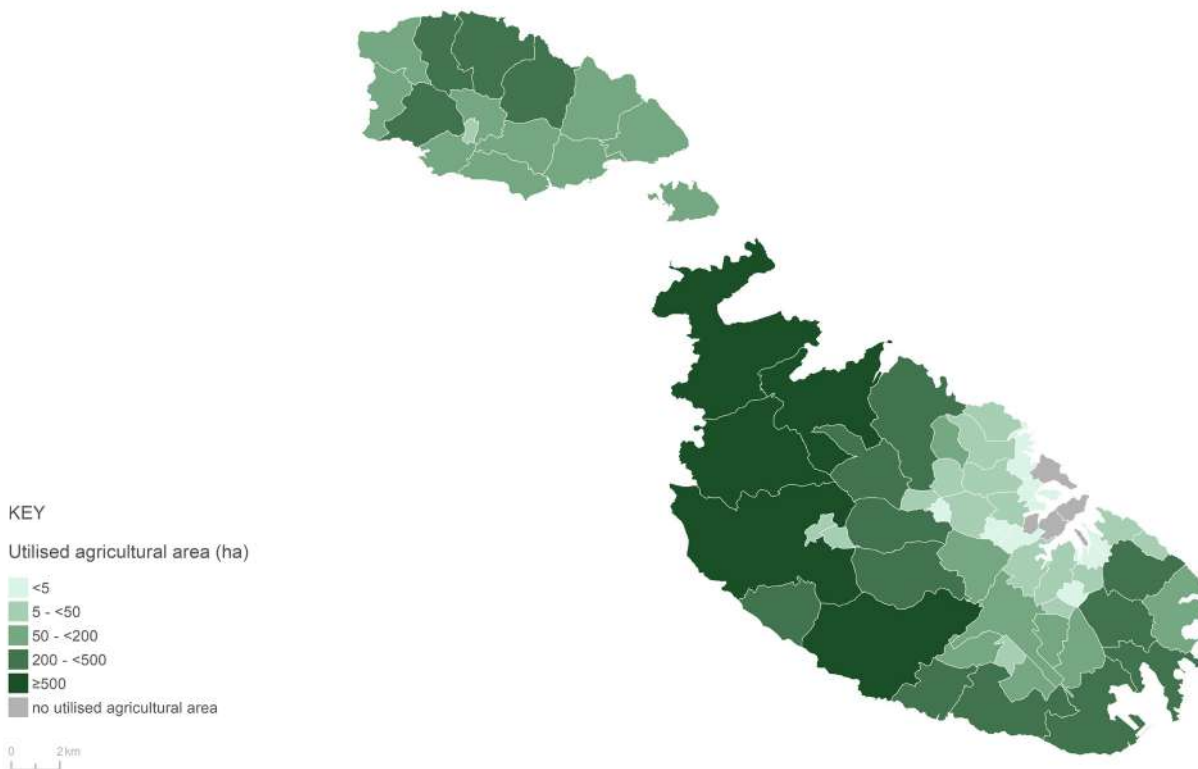 KEY
Utilised agricultural area (ha)
<5
5 - <50
50 - <200
200 - <500
≥500
no utilised agricultural area
0 2 km